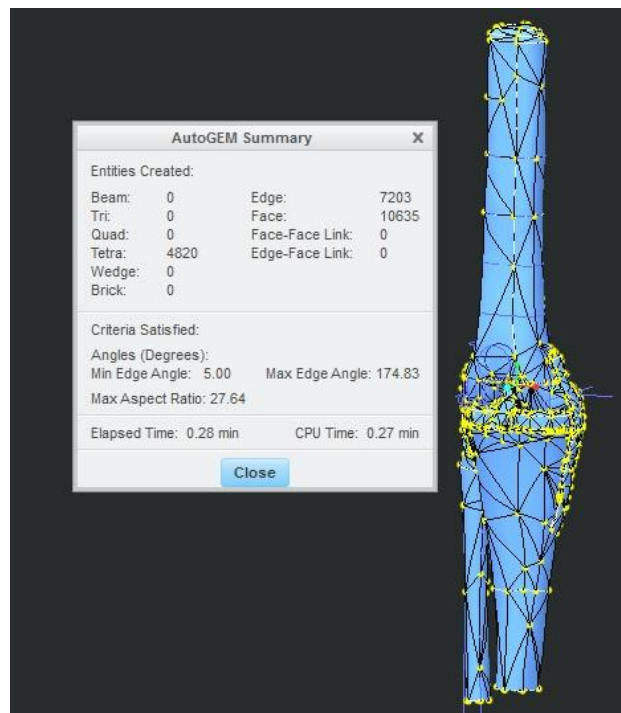 AutoGEM Summary X
Entities Created:
Beam: 0 Edge: 7203
Tri: 0 Face: 10635
Quad: 0 Face-Face Link: 0
Tetra: 4820 Edge-Face Link: 0
Wedge: 0
Brick: 0
Criteria Satisfied:
Angles (Degrees):
Min Edge Angle: 5.00 Max Edge Angle: 174.83
Max Aspect Ratio: 27.64
Elapsed Time: 0.28 min CPU Time: 0.27 min
Close